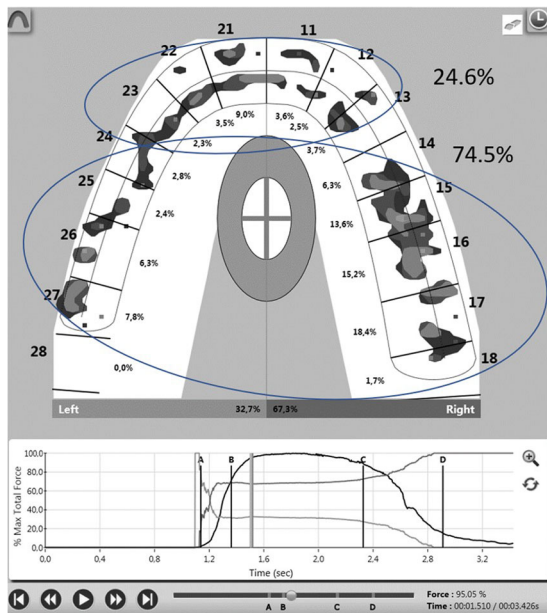 21 11
22 12
23 13
24.6%
9,0% 3,6%
3,5% 2,5%
24 14
2,3% 3,7%
74.5%
25 2,8% 6,3% 15
2,4% 13,6%
26 16
6,3% 15,2%
27 17
7,8% 18,4%
28 18
0,0% 1,7%
Left 32,7% 67,3% Right
% Max Total Force
100.0
80.0
60.0
40.0
20.0
0.0
A B C D
0.0 0.4 0.8 1.2 1.6 2.0 2.4 2.8 3.2
Time (sec)
A B C D
Force : 95.05 %
Time : 00:01.510 / 00:03.426s